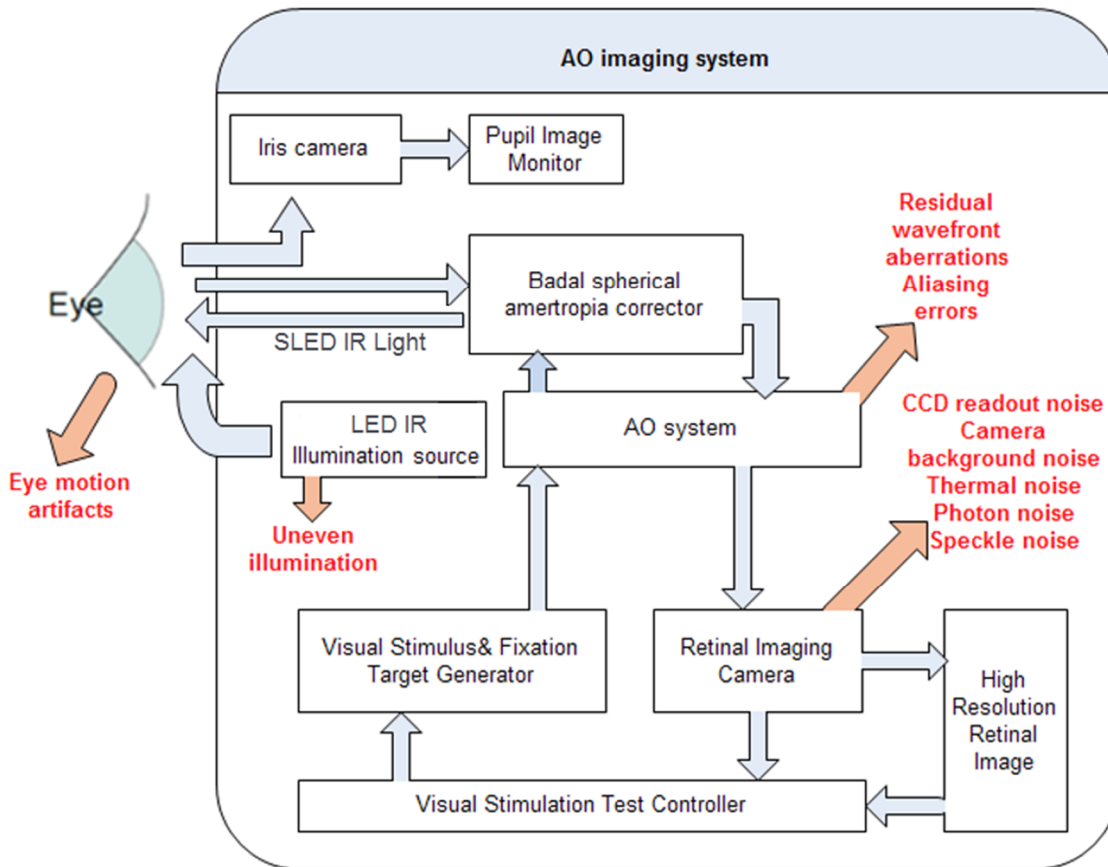 AO imaging system
Iris camera
Pupil Image
Monitor
Residual
wavefront
aberrations
Aliasing
errors
Badal spherical
amertropia corrector
Eye
SLED IR Light
CCD readout noise
Camera
background noise
Thermal noise
Photon noise
Speckle noise
LED IR
Illumination source
AO system
Eye motion
artifacts
Uneven
illumination
Visual Stimulus& Fixation
Target Generator
Retinal Imaging
Camera
High
Resolution
Retinal
Image
Visual Stimulation Test Controller